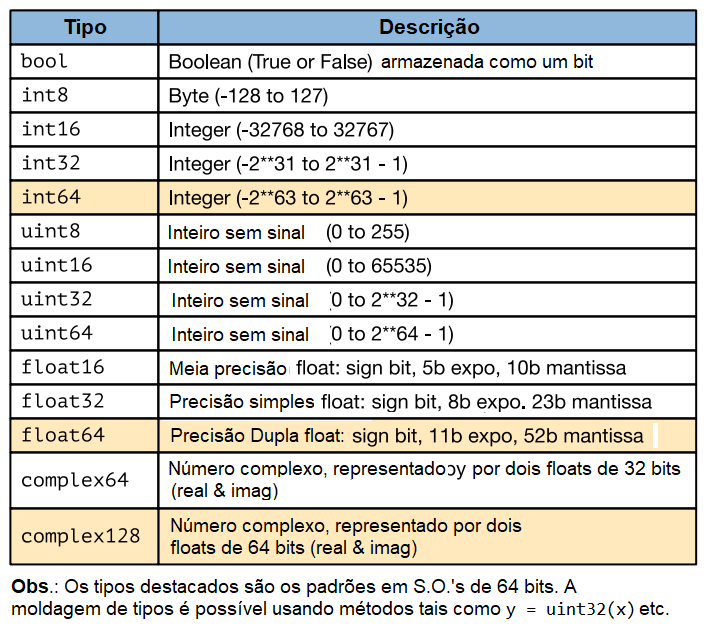 Tipo Descrição
bool Boolean (True or False) armazenada como um bit
int8 Byte (-128 to 127)
int16 Integer (-32768 to 32767)
int32 Integer (-2**31 to 2**31 - 1)
int64 Integer (-2**63 to 2**63 - 1)
uint8 Inteiro sem sinal (0 to 255)
uint16 Inteiro sem sinal (0 to 65535)
uint32 Inteiro sem sinal (0 to 2**32 - 1)
uint64 Inteiro sem sinal (0 to 2**64 - 1)
float16 Meia precisão float: sign bit, 5b expo, 10b mantissa
float32 Precisão simples float: sign bit, 8b expo. 23b mantissa
float64 Precisão Dupla float: sign bit, 11b expo, 52b mantissa
complex64 Número complexo, representadoɔy por dois floats de 32 bits
(real & imag)
complex128 Número complexo, representado por dois
floats de 64 bits (real & imag)
Obs.: Os tipos destacados são os padrões em S.O.'s de 64 bits. A
moldagem de tipos é possível usando métodos tais como y = uint32(x) etc.